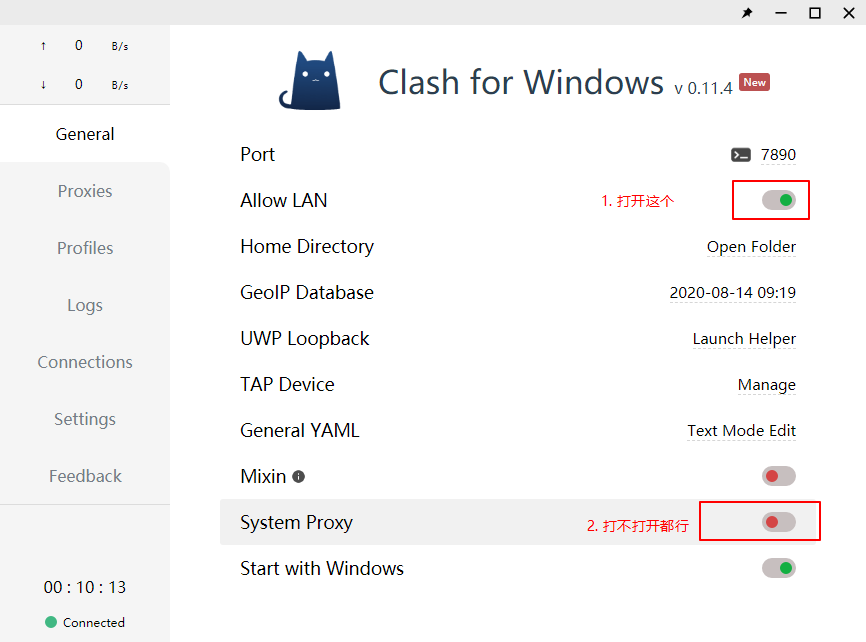 ↑ 0 B/s
↓ 0 B/s
General
Proxies
Profiles
Logs
Connections
Settings
Feedback
00 : 10 : 13
Connected
Clash for Windows v 0.11.4 New
Port 7890
Allow LAN 1. 打开这个
Home Directory Open Folder
GeoIP Database 2020-08-14 09:19
UWP Loopback Launch Helper
TAP Device Manage
General YAML Text Mode Edit
Mixin
System Proxy 2. 打不打开都行
Start with Windows